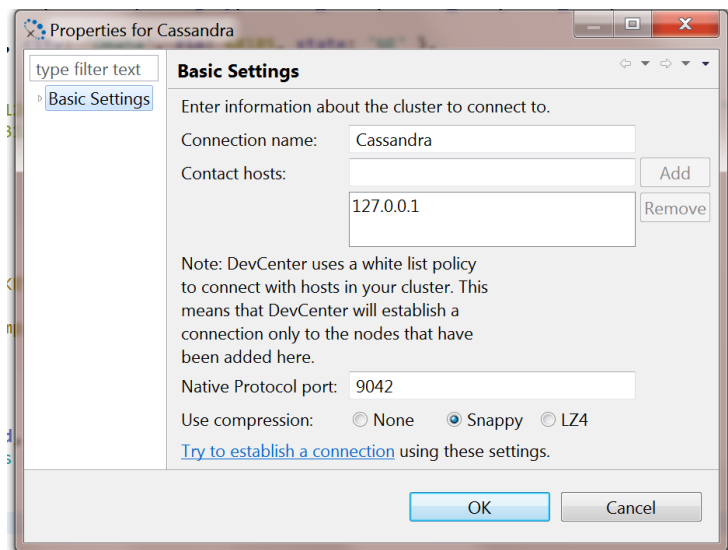 Properties for Cassandra
type filter text
Basic Settings
Basic Settings
Enter information about the cluster to connect to.
Connection name: Cassandra
Contact hosts:
Add
127.0.0.1
Remove
Note: DevCenter uses a white list policy
to connect with hosts in your cluster. This
means that DevCenter will establish a
connection only to the nodes that have
been added here.
Native Protocol port: 9042
Use compression: None Snappy LZ4
Try to establish a connection using these settings.
OK Cancel